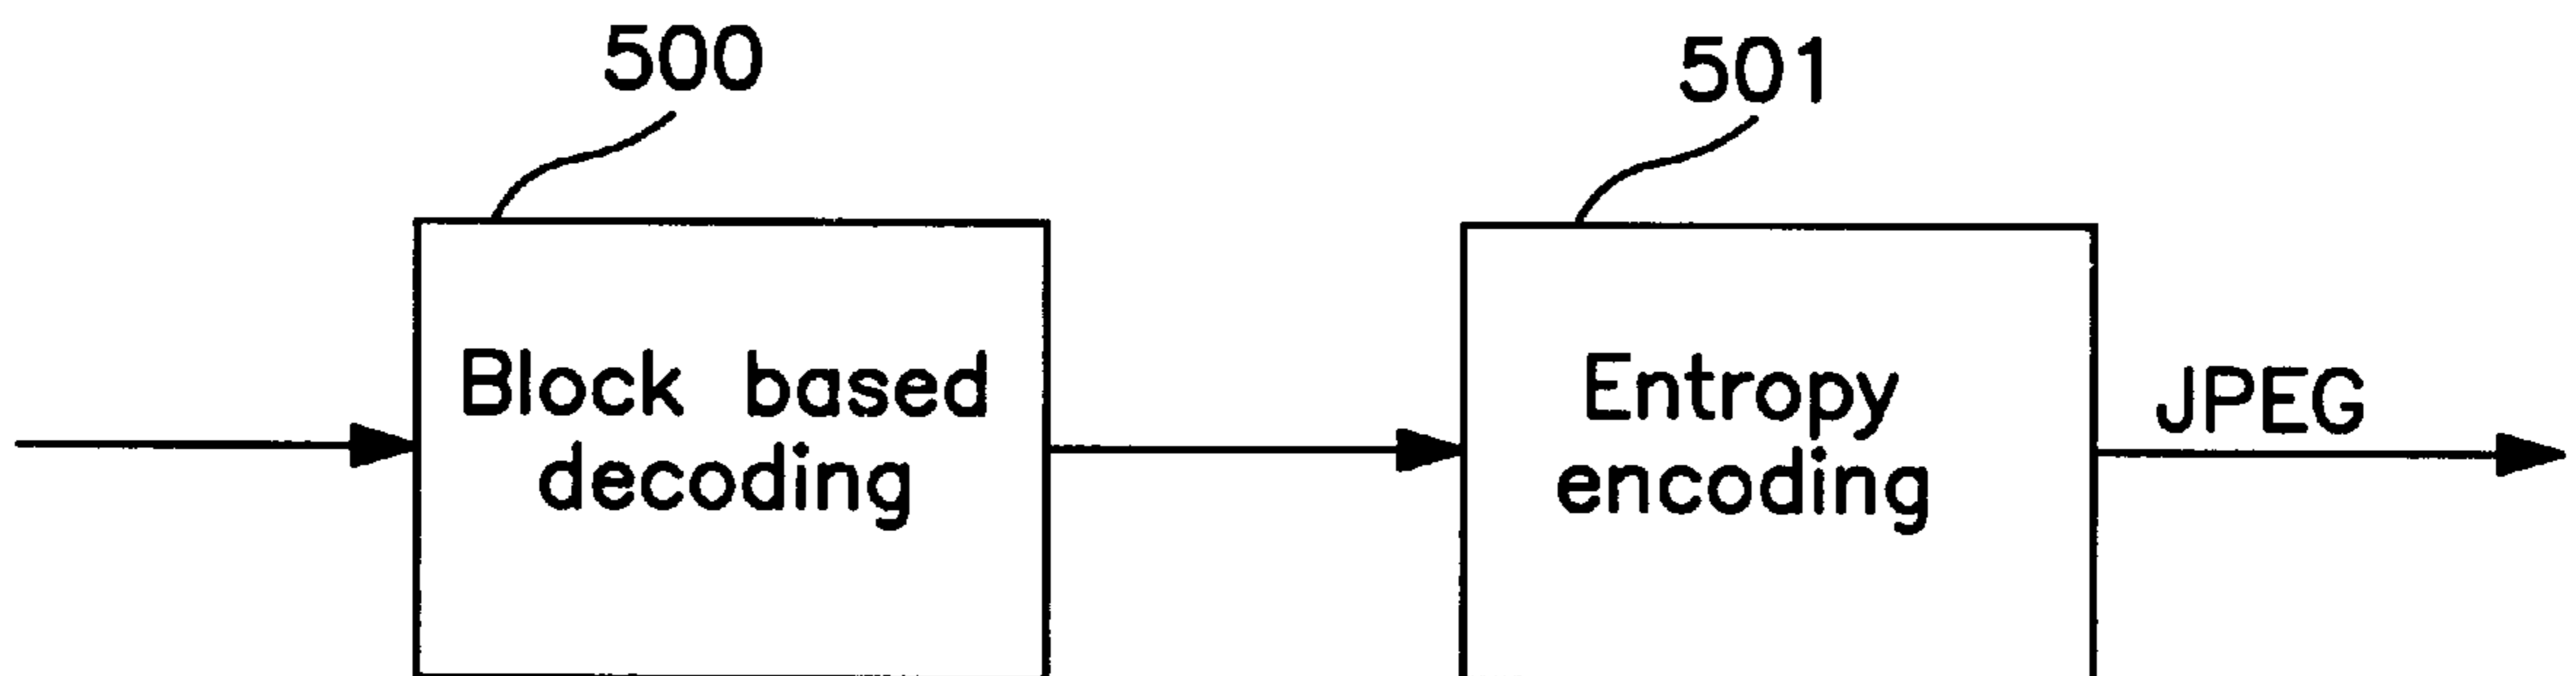 500
501
Block based
decoding
Entropy
encoding
JPEG